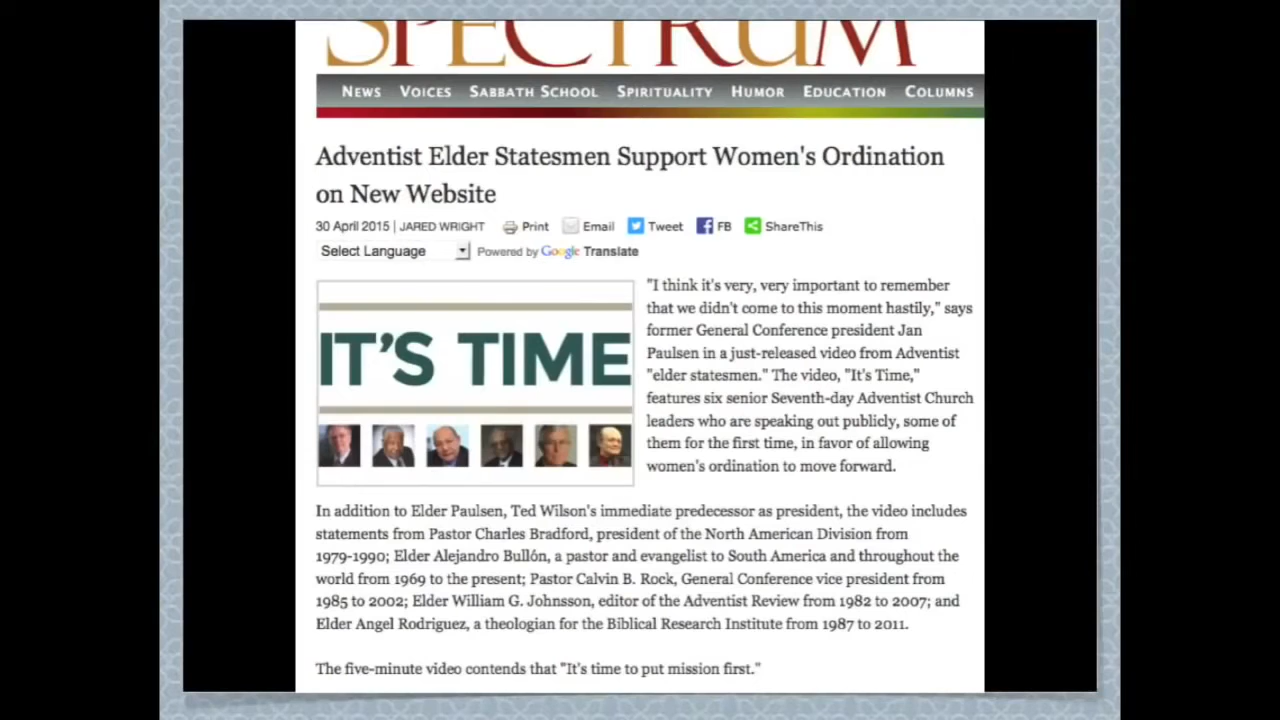 SPECTRUM
NEWS VOICES SABBATH SCHOOL SPIRITUALITY HUMOR EDUCATION COLUMNS
Adventist Elder Statesmen Support Women's Ordination
on New Website
30 April 2015 | JARED WRIGHT Print Email Tweet FB ShareThis
Select Language Powered by Google Translate
IT'S TIME
"I think it's very, very important to remember
that we didn't come to this moment hastily," says
former General Conference president Jan
Paulsen in a just-released video from Adventist
"elder statesmen." The video, "It's Time,"
features six senior Seventh-day Adventist Church
leaders who are speaking out publicly, some of
them for the first time, in favor of allowing
women's ordination to move forward.
In addition to Elder Paulsen, Ted Wilson's immediate predecessor as president, the video includes
statements from Pastor Charles Bradford, president of the North American Division from
1979-1990; Elder Alejandro Bullón, a pastor and evangelist to South America and throughout the
world from 1969 to the present; Pastor Calvin B. Rock, General Conference vice president from
1985 to 2002; Elder William G. Johnsson, editor of the Adventist Review from 1982 to 2007; and
Elder Angel Rodriguez, a theologian for the Biblical Research Institute from 1987 to 2011.
The five-minute video contends that "It's time to put mission first."